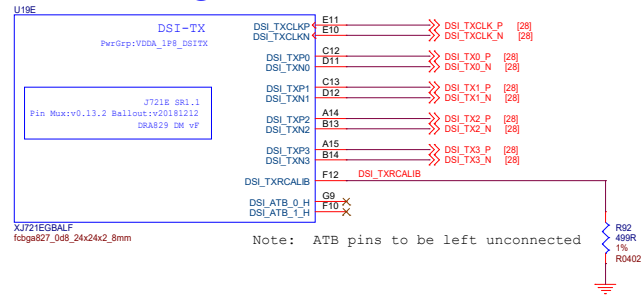 U19E
DSI-TX
PwrGrp:VDDA_1P8_DSITX
J721E SR1.1
Pin Mux:v0.13.2 Ballout:v20181212
DRA829 DM vF
DSI_TXCLKP E11 DSI_TXCLK_P [28]
DSI_TXCLKN E10 DSI_TXCLK_N [28]
DSI_TXP0 C12 DSI_TX0_P [28]
DSI_TXN0 D11 DSI_TX0_N [28]
DSI_TXP1 C13 DSI_TX1_P [28]
DSI_TXN1 D12 DSI_TX1_N [28]
DSI_TXP2 A14 DSI_TX2_P [28]
DSI_TXN2 B13 DSI_TX2_N [28]
DSI_TXP3 A15 DSI_TX3_P [28]
DSI_TXN3 B14 DSI_TX3_N [28]
DSI_TXRCALIB F12 DSI_TXRCALIB
DSI_ATB_0_H G9
DSI_ATB_1_H F10
XJ721EGBALF
fcbga827_0d8_24x24x2_8mm
Note: ATB pins to be left unconnected
R92
499R
1%
R0402